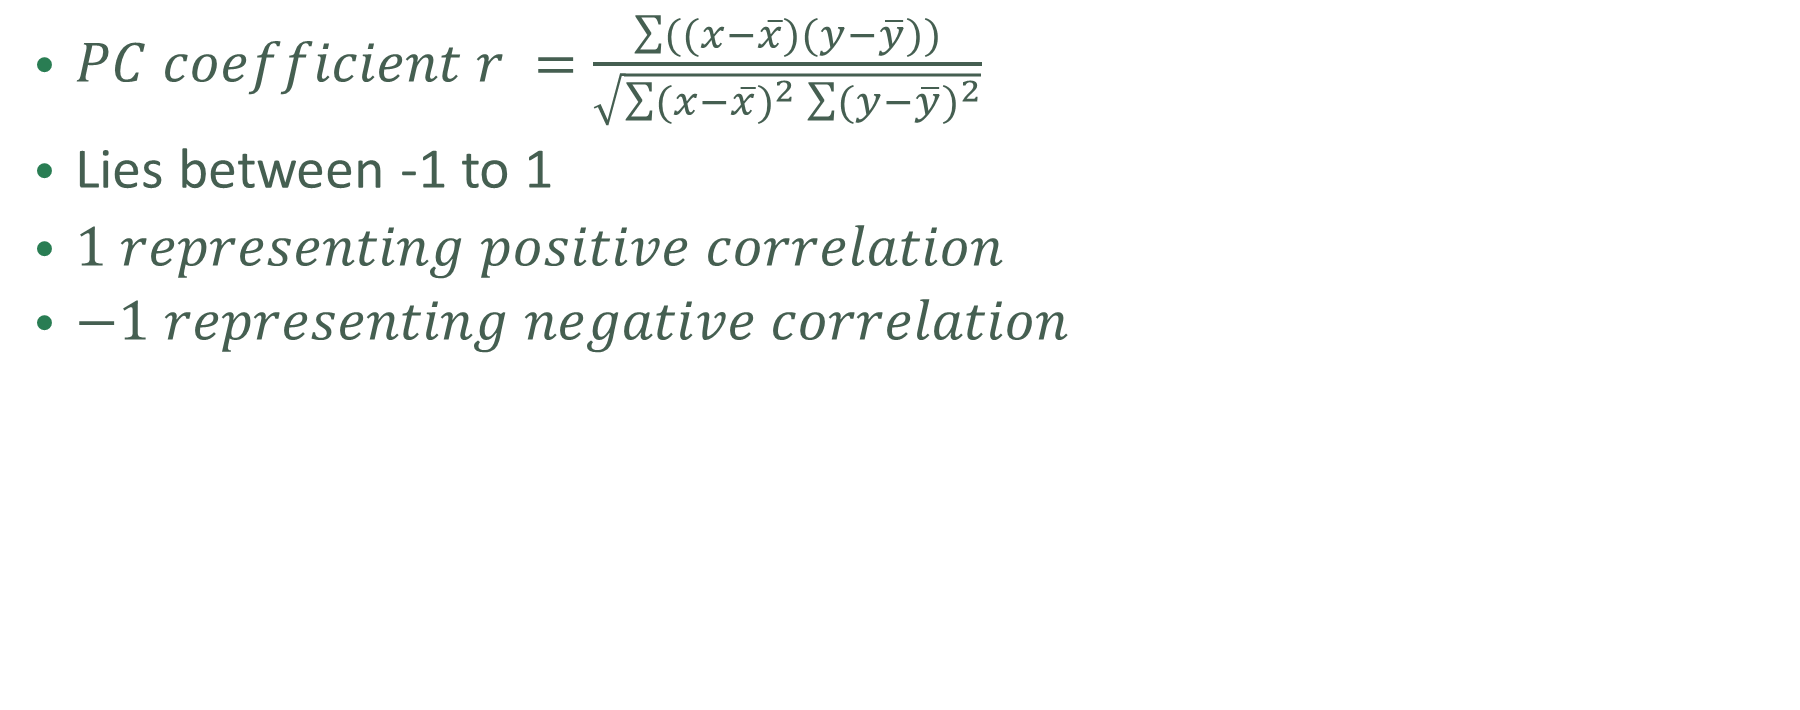 • PC coefficient r = ∑((x−x̄)(y−ȳ)) / √∑(x−x̄)² ∑(y−ȳ)²
• Lies between -1 to 1
• 1 representing positive correlation
• −1 representing negative correlation